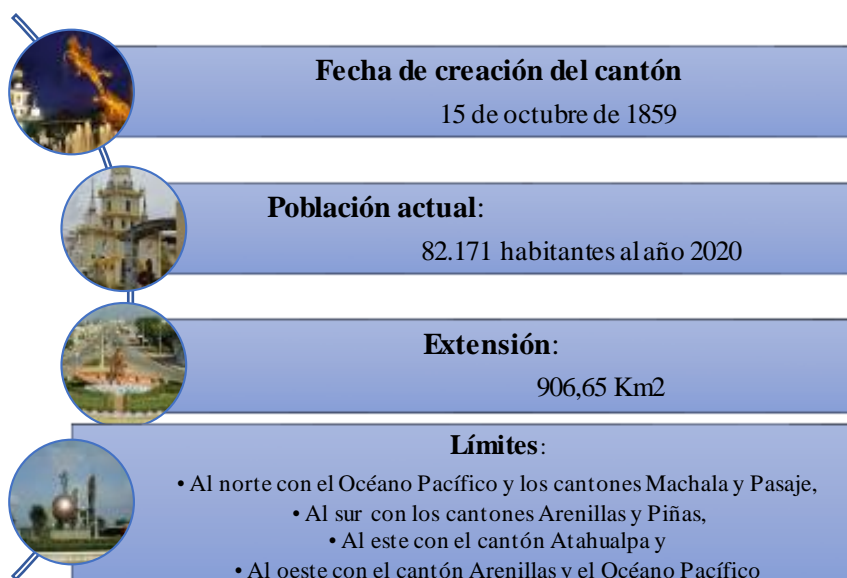 Fecha de creación del cantón
15 de octubre de 1859
Población actual:
82.171 habitantes al año 2020
Extensión:
906,65 Km2
Límites:
• Al norte con el Océano Pacífico y los cantones Machala y Pasaje,
• Al sur con los cantones Arenillas y Piñas,
• Al este con el cantón Atahualpa y
• Al oeste con el cantón Arenillas y el Océano Pacífico